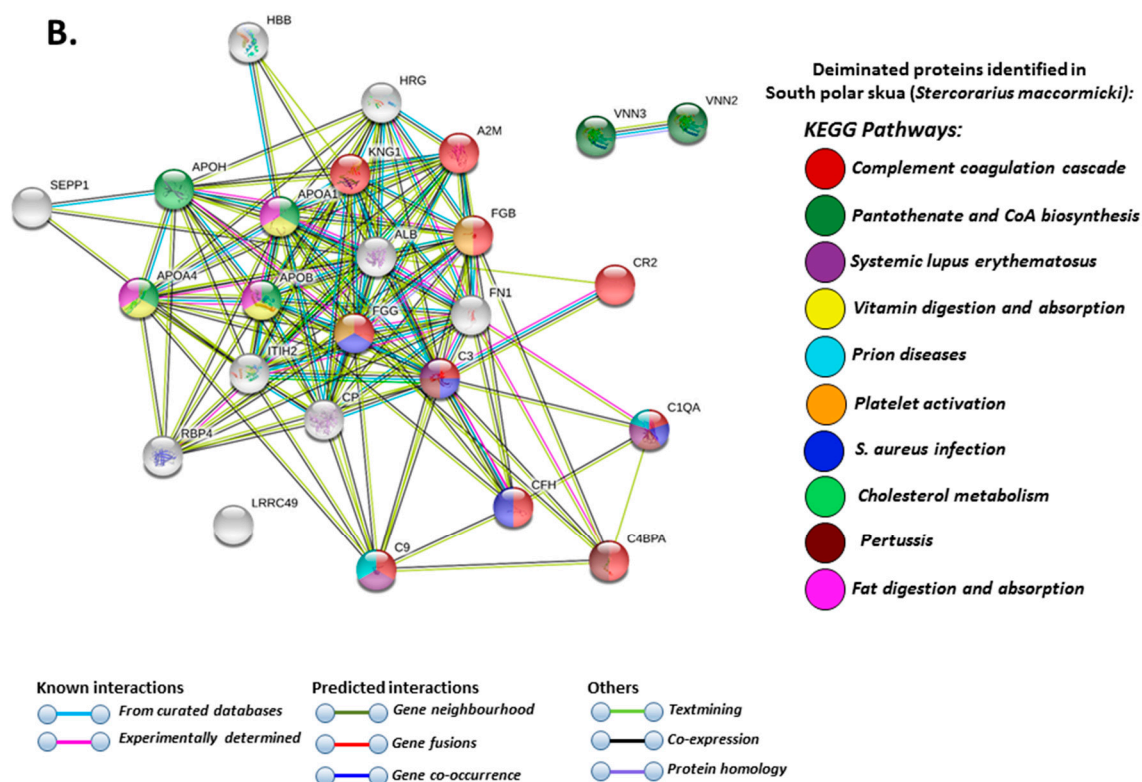 B.
HBB
HRG
VNN3
VNN2
A2M
KNG1
SEPP1
APOH
APOA1
FGB
ALB
CR2
APOA4
APOB
FN1
FGG
ITIH2
C3
CP
C1QA
RBP4
CFH
LRRC49
C9
C4BPA
Deiminated proteins identified in
South polar skua (Stercorarius maccormicki):
KEGG Pathways:
Complement coagulation cascade
Pantothenate and CoA biosynthesis
Systemic lupus erythematosus
Vitamin digestion and absorption
Prion diseases
Platelet activation
S. aureus infection
Cholesterol metabolism
Pertussis
Fat digestion and absorption
Known interactions
From curated databases
Experimentally determined
Predicted interactions
Gene neighbourhood
Gene fusions
Gene co-occurrence
Others
Textmining
Co-expression
Protein homology